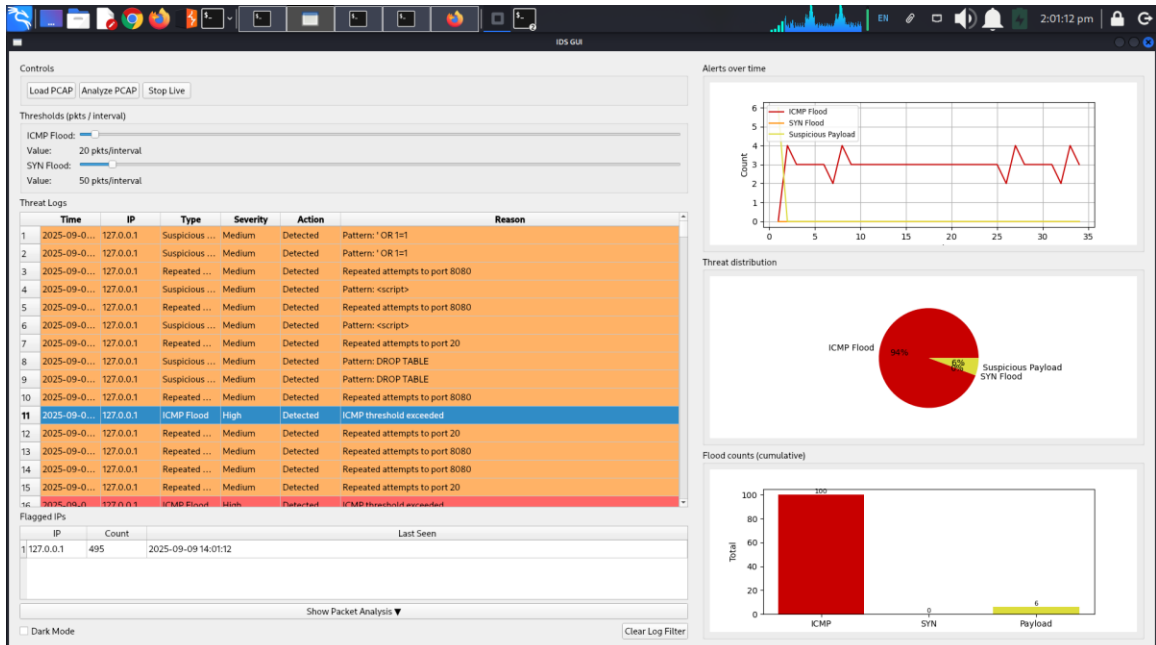 EN 2:01:12 pm
IDS GUI
Controls
Load PCAP Analyze PCAP Stop Live
Thresholds (pkts / interval)
ICMP Flood:
Value: 20 pkts/interval
SYN Flood:
Value: 50 pkts/interval
Threat Logs
Time IP Type Severity Action Reason
1 2025-09-0... 127.0.0.1 Suspicious ... Medium Detected Pattern: ' OR 1=1
2 2025-09-0... 127.0.0.1 Suspicious ... Medium Detected Pattern: ' OR 1=1
3 2025-09-0... 127.0.0.1 Repeated ... Medium Detected Repeated attempts to port 8080
4 2025-09-0... 127.0.0.1 Suspicious ... Medium Detected Pattern: <script>
5 2025-09-0... 127.0.0.1 Repeated ... Medium Detected Repeated attempts to port 8080
6 2025-09-0... 127.0.0.1 Suspicious ... Medium Detected Pattern: <script>
7 2025-09-0... 127.0.0.1 Repeated ... Medium Detected Repeated attempts to port 20
8 2025-09-0... 127.0.0.1 Suspicious ... Medium Detected Pattern: DROP TABLE
9 2025-09-0... 127.0.0.1 Suspicious ... Medium Detected Pattern: DROP TABLE
10 2025-09-0... 127.0.0.1 Repeated ... Medium Detected Repeated attempts to port 8080
11 2025-09-0... 127.0.0.1 ICMP Flood High Detected ICMP threshold exceeded
12 2025-09-0... 127.0.0.1 Repeated ... Medium Detected Repeated attempts to port 20
13 2025-09-0... 127.0.0.1 Repeated ... Medium Detected Repeated attempts to port 8080
14 2025-09-0... 127.0.0.1 Repeated ... Medium Detected Repeated attempts to port 8080
15 2025-09-0... 127.0.0.1 Repeated ... Medium Detected Repeated attempts to port 20
16 2025-09-0... 127.0.0.1 ICMP Flood High Detected ICMP threshold exceeded
Flagged IPs
IP Count Last Seen
1 127.0.0.1 495 2025-09-09 14:01:12
Show Packet Analysis ▼
Dark Mode Clear Log Filter
Alerts over time
ICMP Flood
SYN Flood
Suspicious Payload
Count
6
5
4
3
2
1
0
0 5 10 15 20 25 30 35
Threat distribution
ICMP Flood
94%
6%
Suspicious Payload
SYN Flood
Flood counts (cumulative)
Total
100
80
60
40
20
0
100
0
6
ICMP SYN Payload